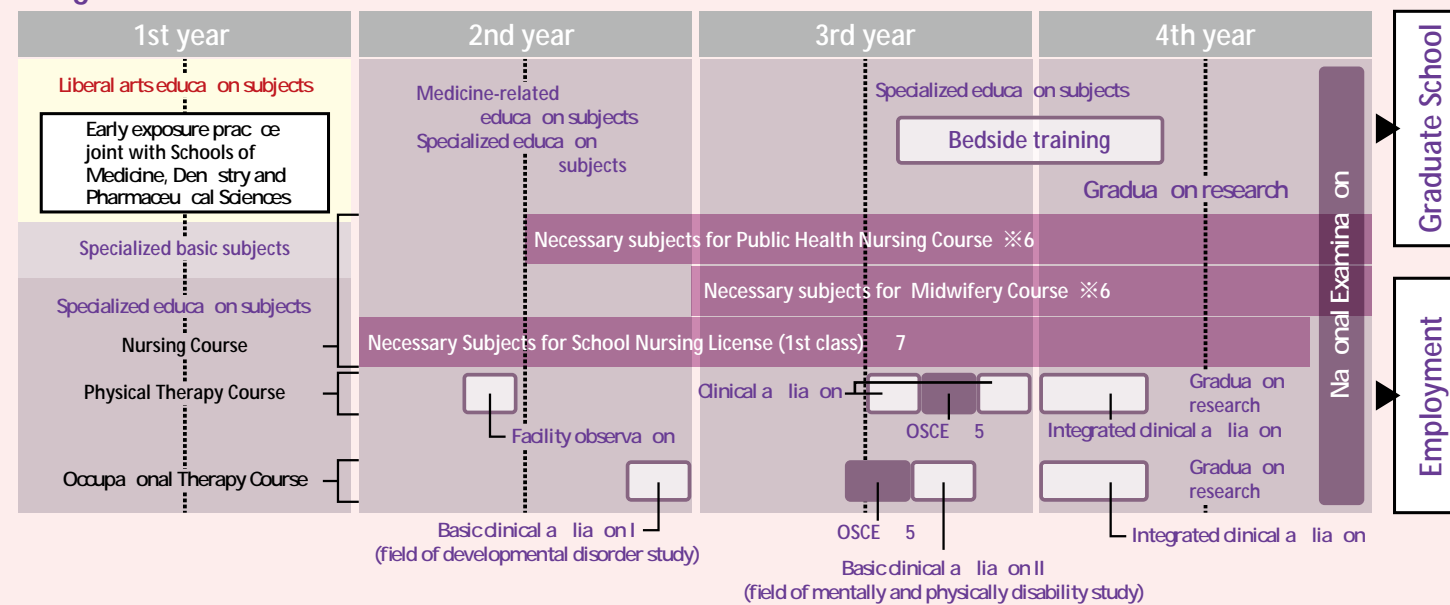 1st year
2nd year
3rd year
4th year
Liberal arts educa on subjects
Early exposure prac ce
joint with Schools of
Medicine, Den stry and
Pharmaceu cal Sciences
Specialized basic subjects
Specialized educa on subjects
Nursing Course
Physical Therapy Course
Occupa onal Therapy Course
Medicine-related
educa on subjects
Specialized educa on
subjects
Specialized educa on subjects
Bedside training
Gradua on research
Necessary subjects for Public Health Nursing Course ※6
Necessary subjects for Midwifery Course ※6
Necessary Subjects for School Nursing License (1st class) 7
Facility observa on
Clinical a lia on
OSCE 5
Integrated clinical a lia on
Gradua on
research
Basic clinical a lia on I
(field of developmental disorder study)
OSCE 5
Basic clinical a lia on II
(field of mentally and physically disability study)
Gradua on
research
Integrated clinical a lia on
Na onal Examina on
Graduate School
Employment